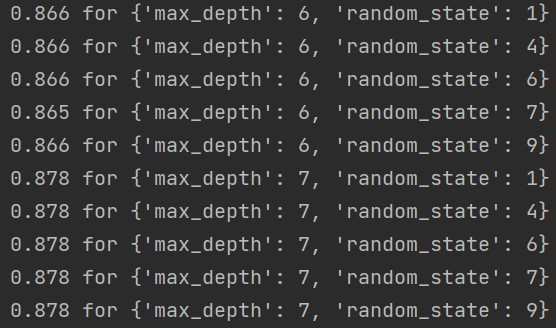 0.866 for {'max_depth': 6, 'random_state': 1}
0.866 for {'max_depth': 6, 'random_state': 4}
0.866 for {'max_depth': 6, 'random_state': 6}
0.865 for {'max_depth': 6, 'random_state': 7}
0.866 for {'max_depth': 6, 'random_state': 9}
0.878 for {'max_depth': 7, 'random_state': 1}
0.878 for {'max_depth': 7, 'random_state': 4}
0.878 for {'max_depth': 7, 'random_state': 6}
0.878 for {'max_depth': 7, 'random_state': 7}
0.878 for {'max_depth': 7, 'random_state': 9}